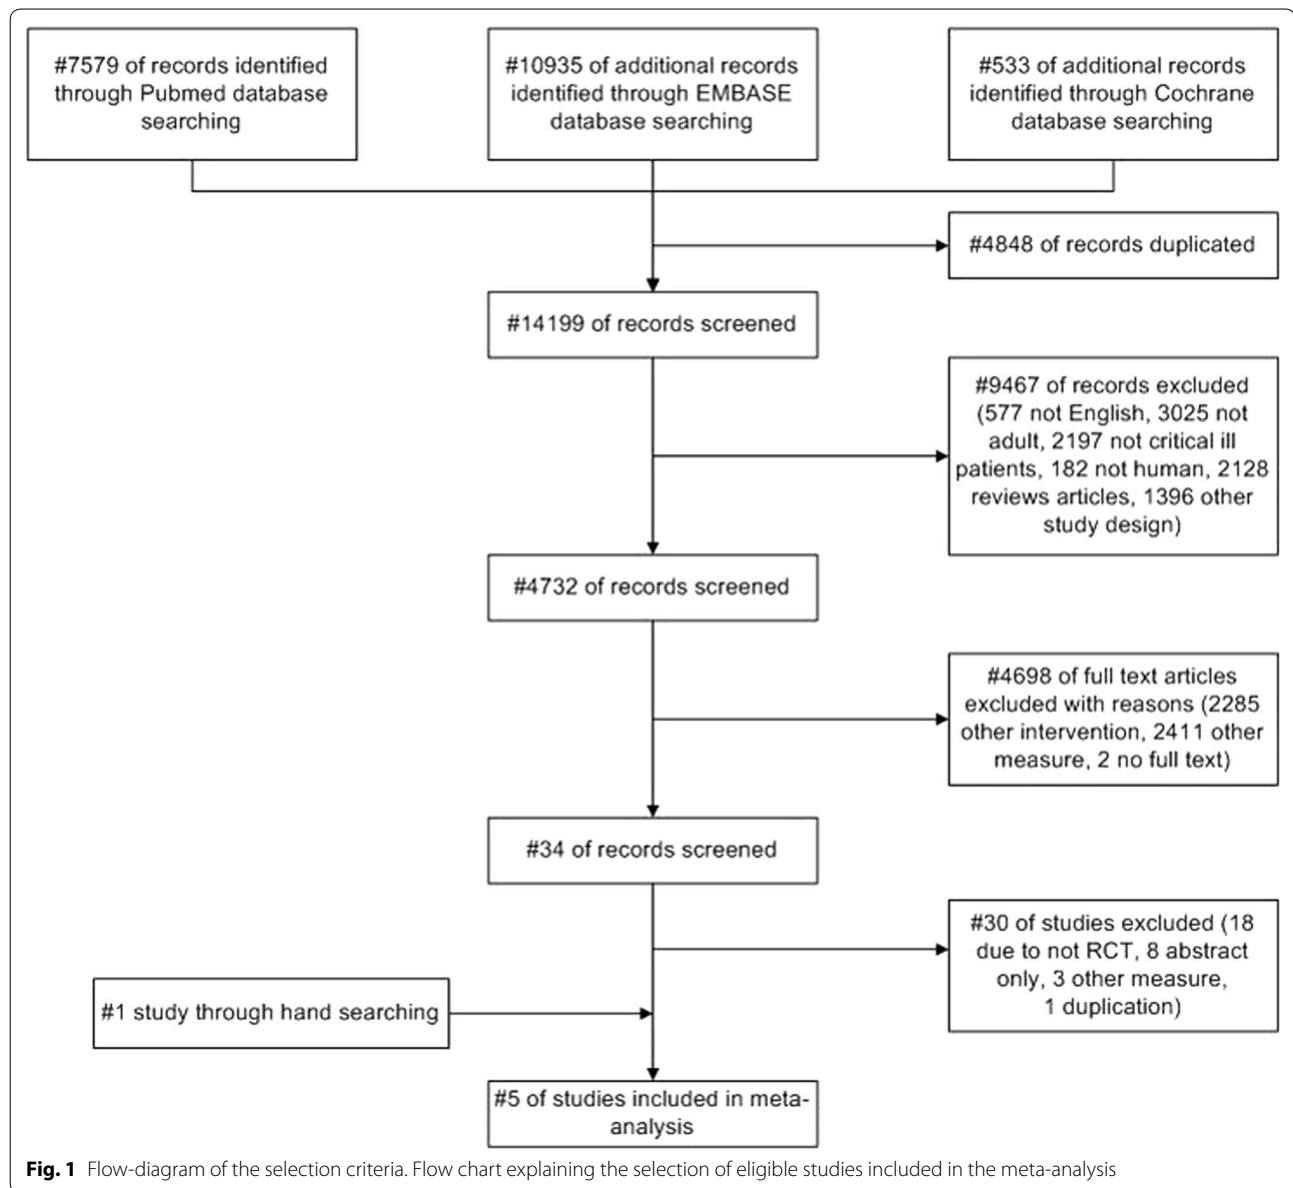 #7579 of records identified
through Pubmed database
searching
#10935 of additional records
identified through EMBASE
database searching
#533 of additional records
identified through Cochrane
database searching
#4848 of records duplicated
#14199 of records screened
#9467 of records excluded
(577 not English, 3025 not
adult, 2197 not critical ill
patients, 182 not human, 2128
reviews articles, 1396 other
study design)
#4732 of records screened
#4698 of full text articles
excluded with reasons (2285
other intervention, 2411 other
measure, 2 no full text)
#34 of records screened
#30 of studies excluded (18
due to not RCT, 8 abstract
only, 3 other measure,
1 duplication)
#1 study through hand searching
#5 of studies included in meta-
analysis
Fig. 1 Flow-diagram of the selection criteria. Flow chart explaining the selection of eligible studies included in the meta-analysis